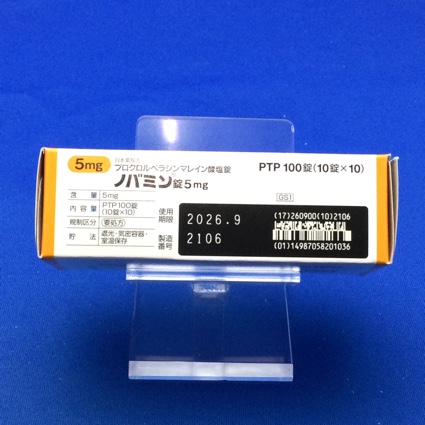 5mg
日本薬局方
プロクロルペラジンマレイン酸塩錠
ノバミン®錠5mg
PTP 100錠(10錠×10)
含量 5mg
内容量 PTP100錠
(10錠×10)
規制区分 要処方
貯法 遮光・気密容器・
室温保存
使用
期限 2026.9
製造
番号 2106
GS1
(17)260900(10)2106
(01)14987058201036